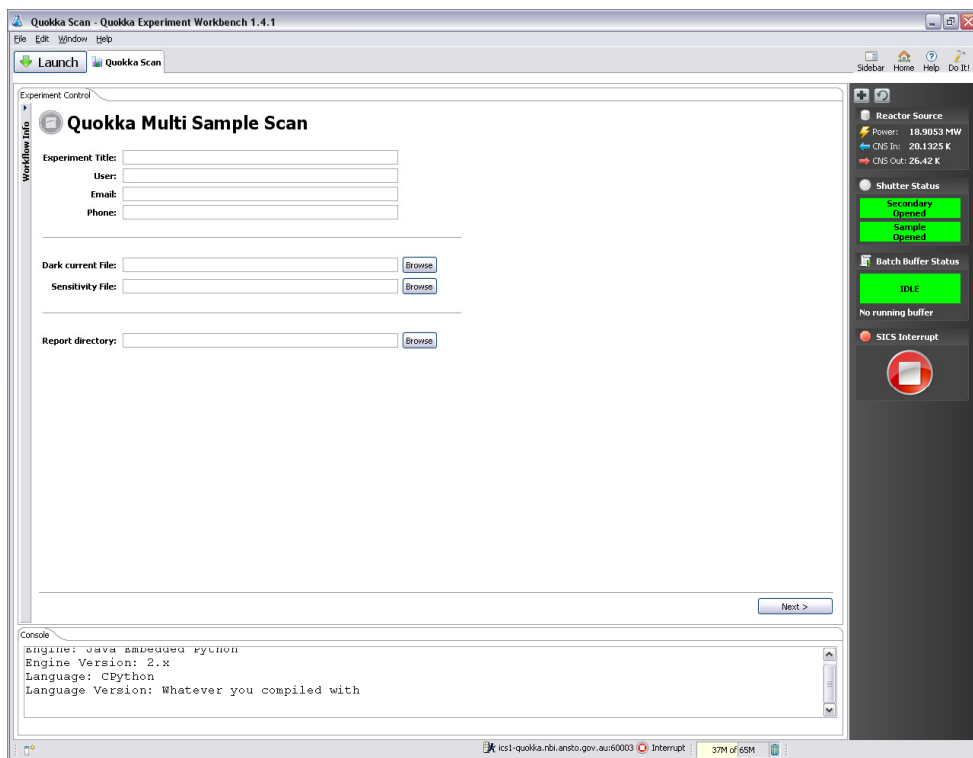 Quokka Scan - Quokka Experiment Workbench 1.4.1
File Edit Window Help
Launch Quokka Scan
Sidebar Home Help Do It!
Experiment Control
Workflow Info
Quokka Multi Sample Scan
Experiment Title:
User:
Email:
Phone:
Dark current File: Browse
Sensitivity File: Browse
Report directory: Browse
Next >
Reactor Source
Power: 18.9053 MW
CNS In: 20.1325 K
CNS Out: 26.42 K
Shutter Status
Secondary
Opened
Sample
Opened
Batch Buffer Status
IDLE
No running buffer
SICS Interrupt
Console
Engine: Java Embedded Python
Engine Version: 2.x
Language: CPython
Language Version: Whatever you compiled with
ics1-quokka.nbi.ansto.gov.au:60003 Interrupt 37M of 65M